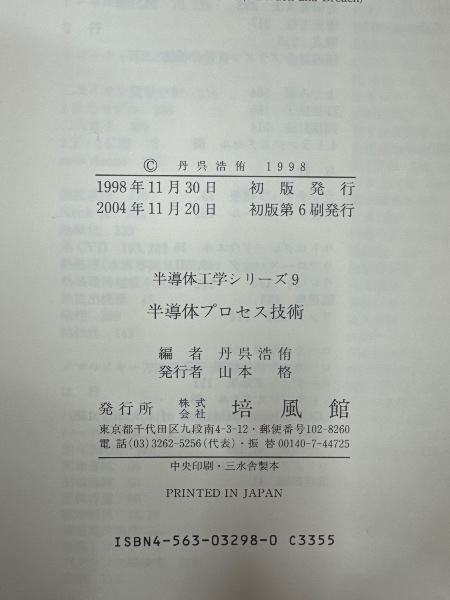 © 丹呉浩侑 1998
1998年11月30日 初版発行
2004年11月20日 初版第6刷発行
半導体工学シリーズ9
半導体プロセス技術
編者 丹呉浩侑
発行者 山本格
発行所 株式会社 培風館
東京都千代田区九段南4-3-12・郵便番号102-8260
電話(03)3262-5256(代表)・振替00140-7-44725
中央印刷・三水舎製本
PRINTED IN JAPAN
ISBN4-563-03298-0 C3355